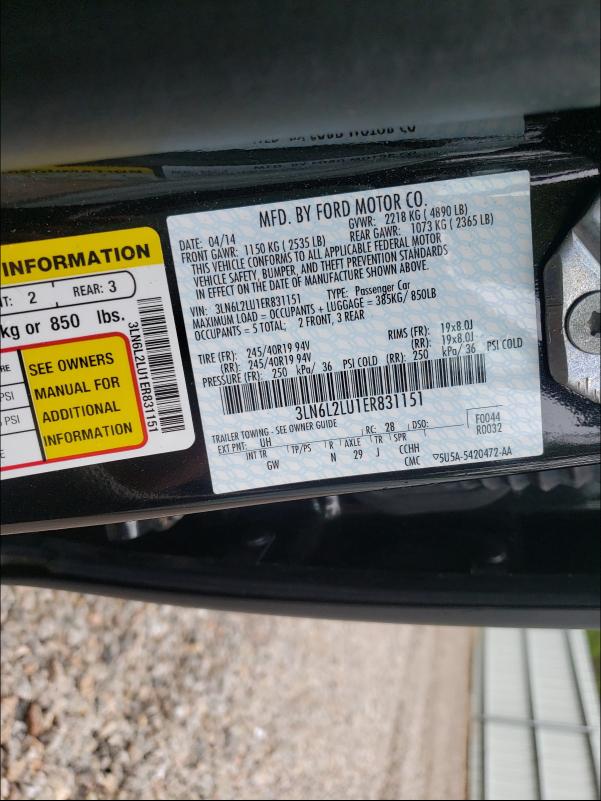 MFD. BY FORD MOTOR CO.
DATE: 04/14 GVWR: 2218 KG ( 4890 LB)
FRONT GAWR: 1150 KG ( 2535 LB) REAR GAWR: 1073 KG ( 2365 LB)
THIS VEHICLE CONFORMS TO ALL APPLICABLE FEDERAL MOTOR
VEHICLE SAFETY, BUMPER, AND THEFT PREVENTION STANDARDS
IN EFFECT ON THE DATE OF MANUFACTURE SHOWN ABOVE.
VIN: 3LN6L2LU1ER831151 TYPE: Passenger Car
MAXIMUM LOAD = OCCUPANTS + LUGGAGE = 385KG/ 850LB
OCCUPANTS = 5 TOTAL: 2 FRONT, 3 REAR
TIRE (FR): 245/40R19 94V RIMS (FR): 19x8.0J
(RR): 245/40R19 94V (RR): 19x8.0J
PRESSURE (FR): 250 kPa/ 36 PSI COLD (RR): 250 kPa/ 36 PSI COLD
3LN6L2LU1ER831151
TRAILER TOWING - SEE OWNER GUIDE
EXT PNT: UH RC: 28 DSO: F0044
R0032
INT TR TP/PS R AXLE TR SPR
GW N 29 J CCHH
CMC 5U5A-5420472-AA
INFORMATION
NT: 2 REAR: 3
kg or 850 lbs.
RE
PSI
PSI
SEE OWNERS
MANUAL FOR
ADDITIONAL
INFORMATION
3LN6L2LU1ER831151